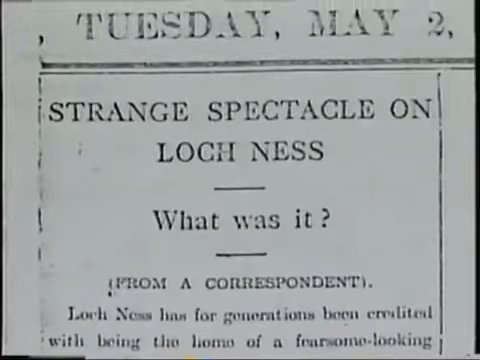 , TUESDAY, MAY 2,
STRANGE SPECTACLE ON
LOCH NESS
What was it?
(FROM A CORRESPONDENT).
Loch Ness has for generations been credited
with being the home of a fearsome-looking